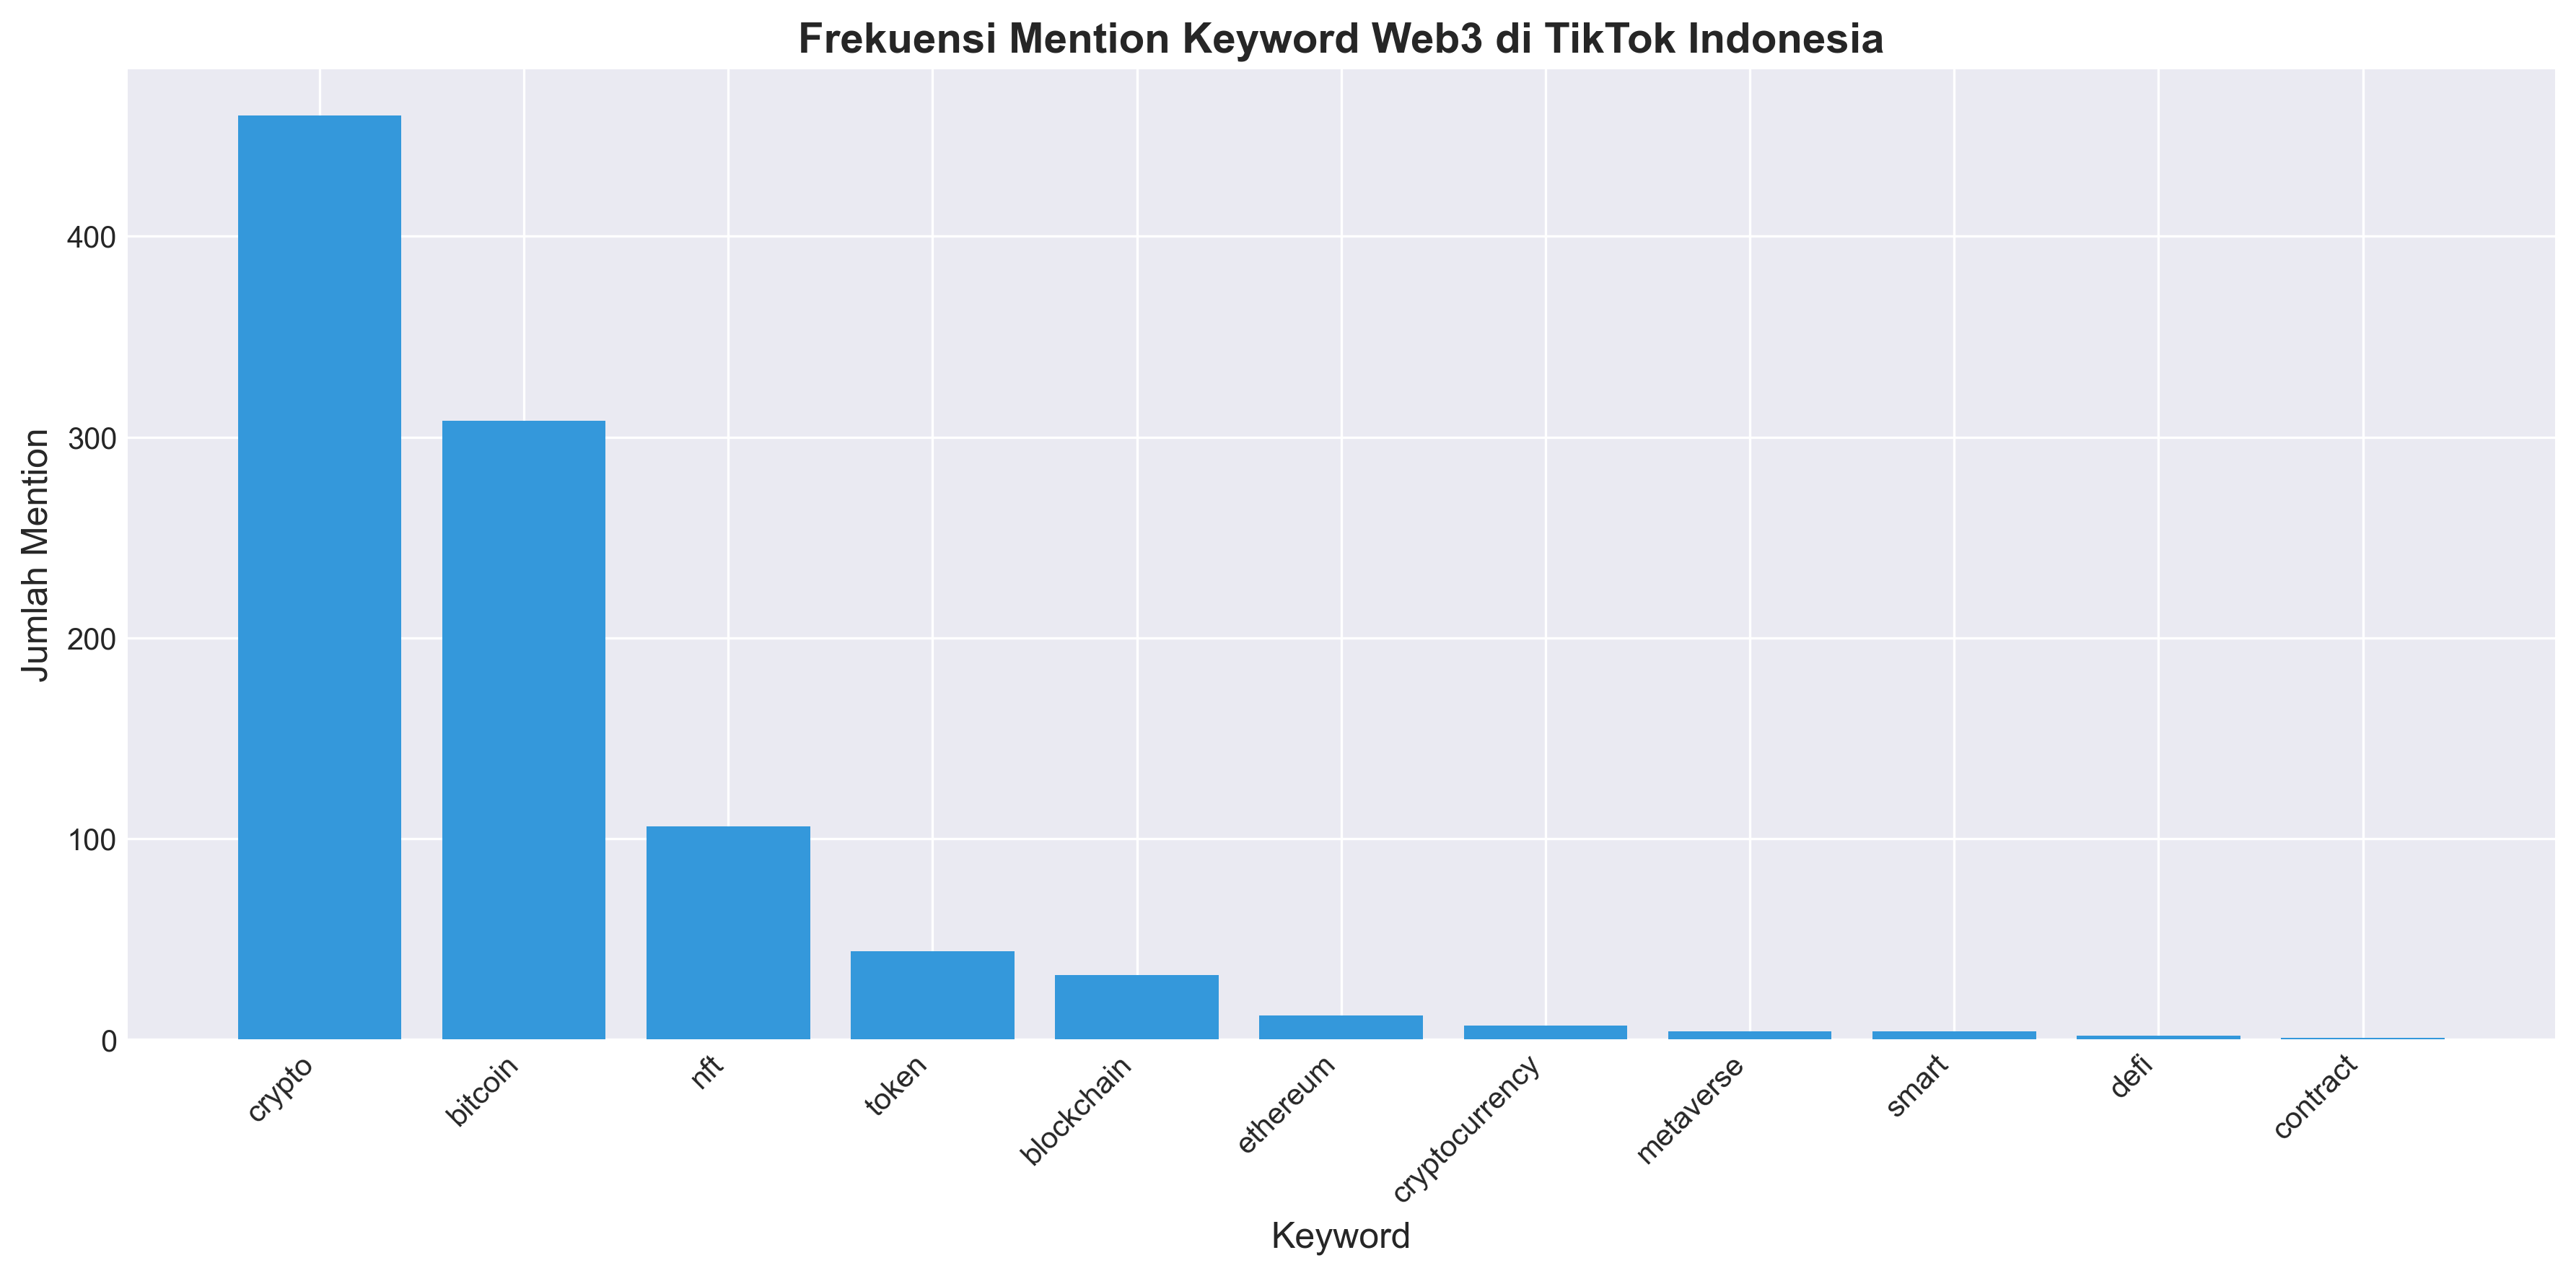 Frekuensi Mention Keyword Web3 di TikTok Indonesia
Jumlah Mention
400
300
200
100
0
crypto
bitcoin
nft
token
blockchain
ethereum
cryptocurrency
metaverse
smart
defi
contract
Keyword